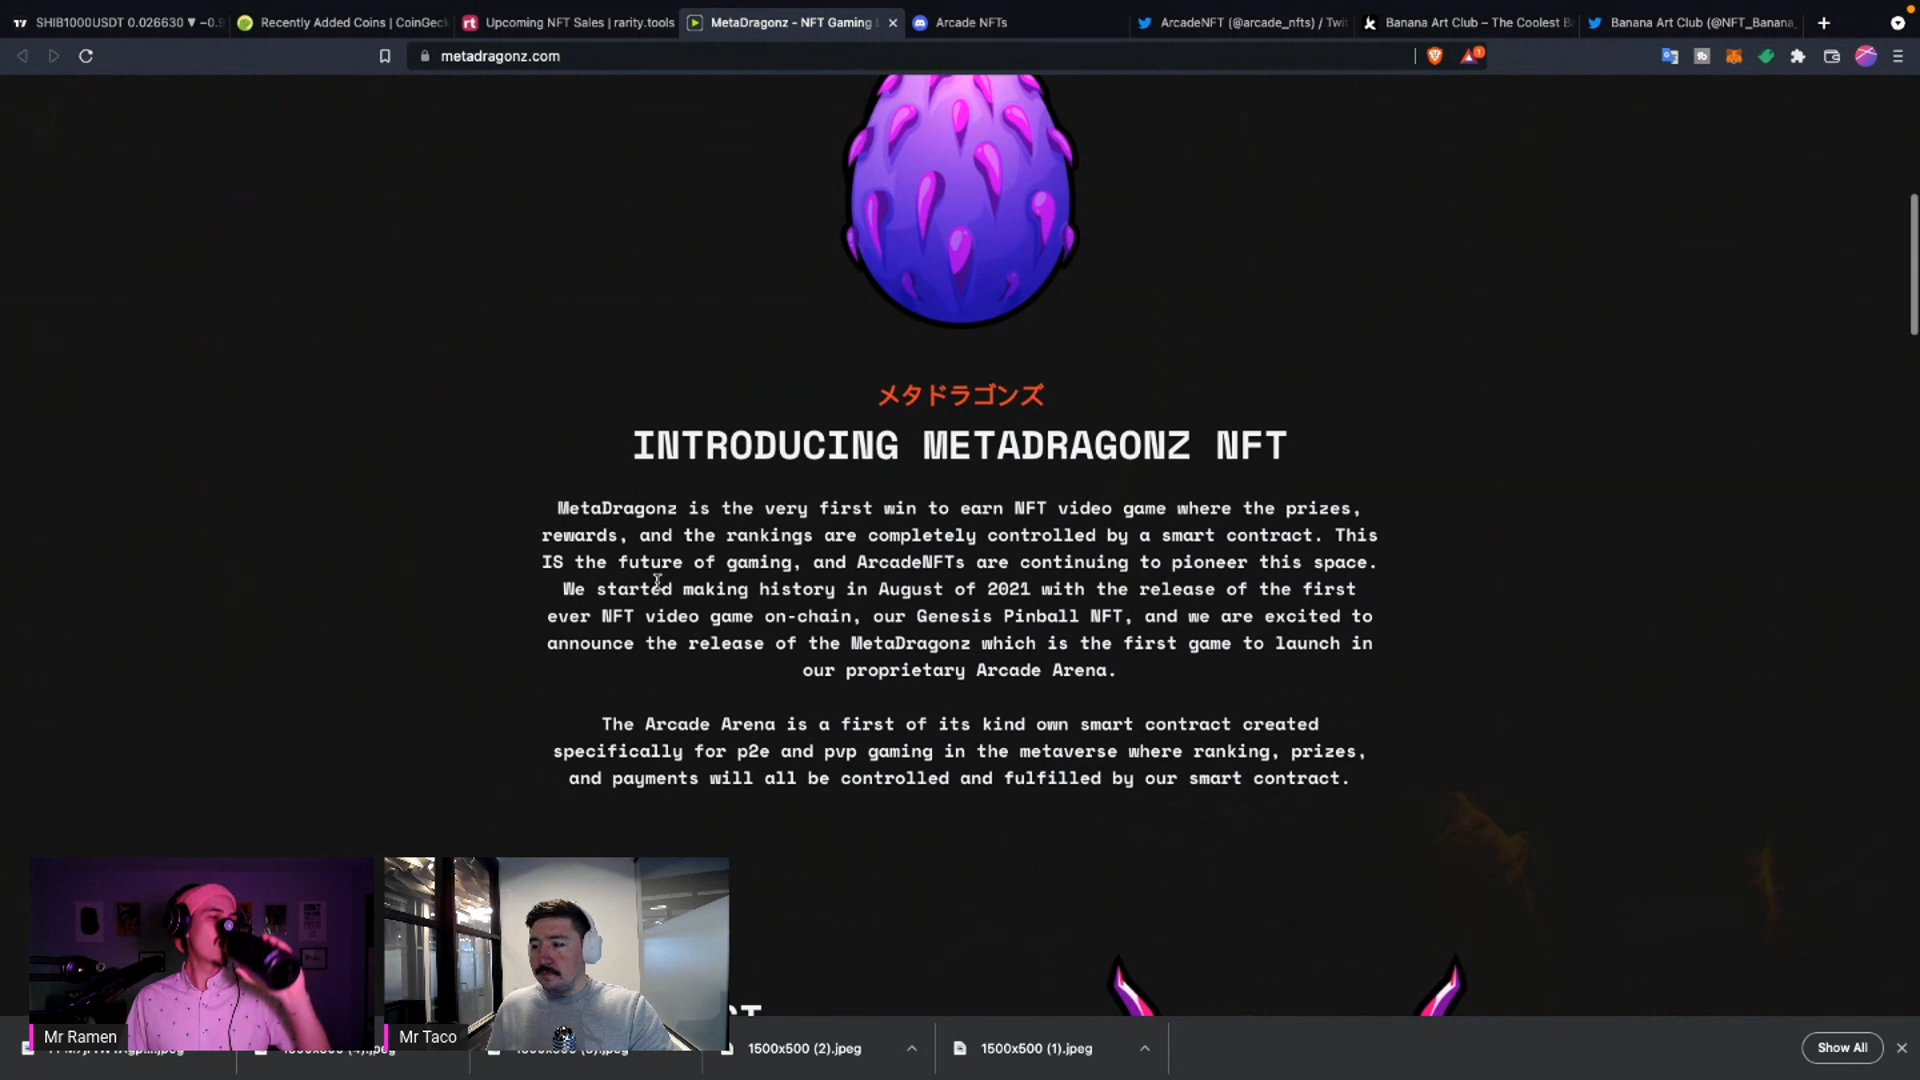 SHIB1000USDT 0.026630 ▼ −0.9
Recently Added Coins | CoinGeck
rt Upcoming NFT Sales | rarity.tools
MetaDragonz - NFT Gaming
Arcade NFTs
ArcadeNFT (@arcade_nfts) / Twi
Banana Art Club – The Coolest B
Banana Art Club (@NFT_Banana_
metadragonz.com
メタドラゴンズ
INTRODUCING METADRAGONZ NFT
MetaDragonz is the very first win to earn NFT video game where the prizes,
rewards, and the rankings are completely controlled by a smart contract. This
IS the future of gaming, and ArcadeNFTs are continuing to pioneer this space.
We started making history in August of 2021 with the release of the first
ever NFT video game on-chain, our Genesis Pinball NFT, and we are excited to
announce the release of the MetaDragonz which is the first game to launch in
our proprietary Arcade Arena.
The Arcade Arena is a first of its kind own smart contract created
specifically for p2e and pvp gaming in the metaverse where ranking, prizes,
and payments will all be controlled and fulfilled by our smart contract.
Mr Ramen
Mr Taco
1500x500 (2).jpeg
1500x500 (1).jpeg
Show All